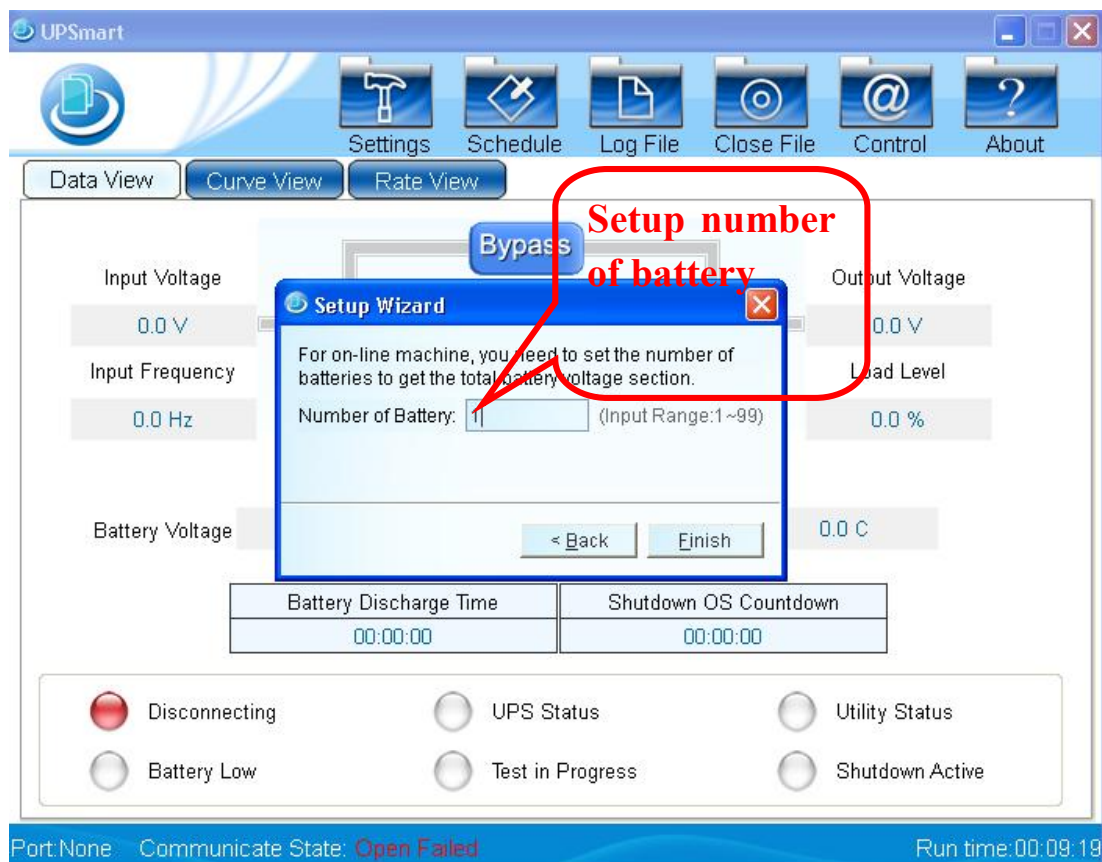 UPSmart
Settings Schedule Log File Close File Control About
Data View Curve View Rate View
Setup number
of battery
Bypass
Input Voltage
0.0 V
Input Frequency
0.0 Hz
Output Voltage
0.0 V
Load Level
0.0 %
Setup Wizard
For on-line machine, you need to set the number of
batteries to get the total battery voltage section.
Number of Battery: 1 (Input Range:1~99)
< Back Finish
Battery Voltage
0.0 C
Battery Discharge Time Shutdown OS Countdown
00:00:00 00:00:00
Disconnecting UPS Status Utility Status
Battery Low Test in Progress Shutdown Active
Port:None Communicate State: Open Failed Run time:00:09:19